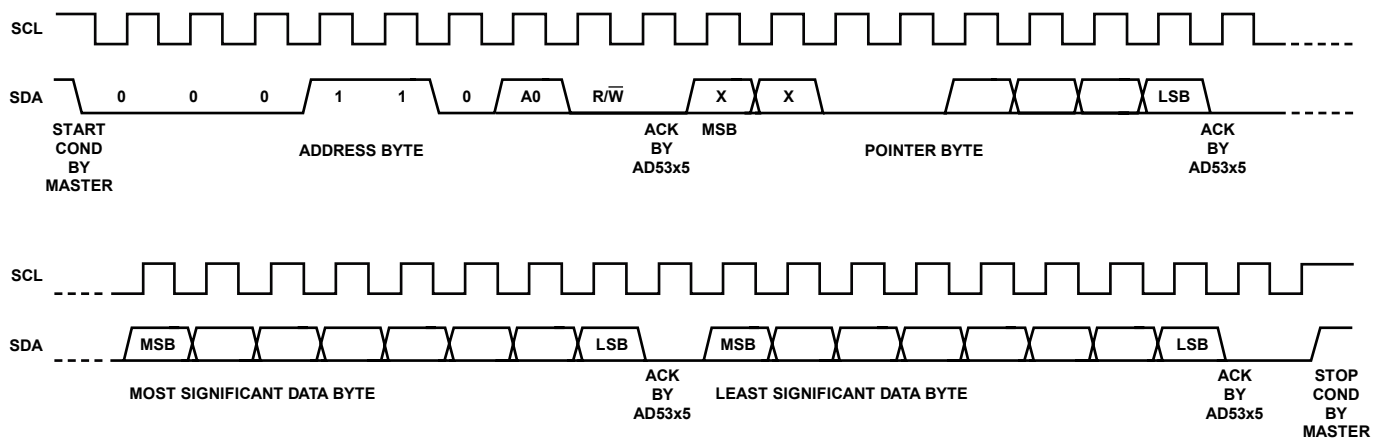 SCL
SDA 0 0 0 1 1 0 A0 R/W̅ X X LSB
START COND BY MASTER
ADDRESS BYTE
ACK BY AD53x5
MSB
POINTER BYTE
ACK BY AD53x5
SCL
SDA MSB LSB MSB LSB
MOST SIGNIFICANT DATA BYTE
ACK BY AD53x5
LEAST SIGNIFICANT DATA BYTE
ACK BY AD53x5
STOP COND BY MASTER